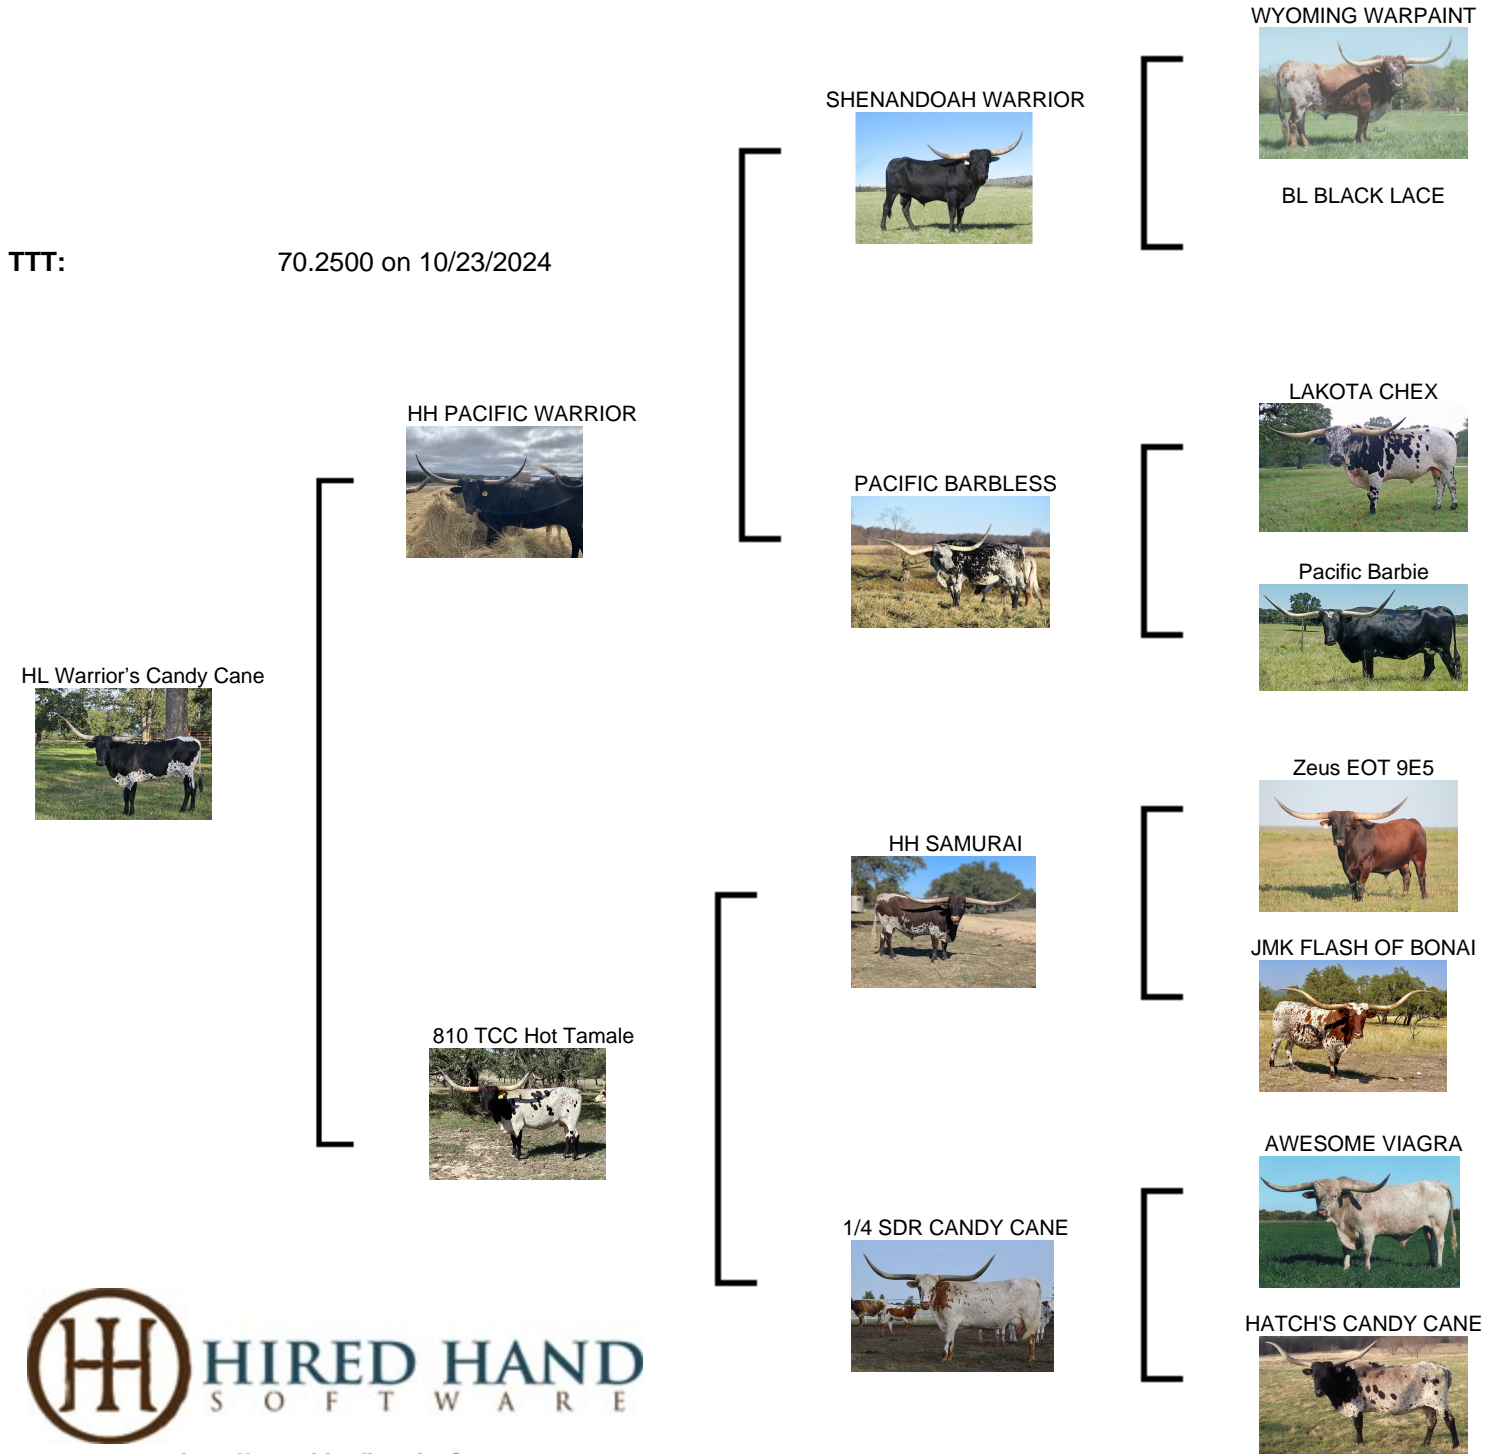 WYOMING WARPAINT
SHENANDOAH WARRIOR
BL BLACK LACE
TTT: 70.2500 on 10/23/2024
LAKOTA CHEX
HH PACIFIC WARRIOR
PACIFIC BARBLESS
Pacific Barbie
HL Warrior's Candy Cane
Zeus EOT 9E5
HH SAMURAI
JMK FLASH OF BONAI
810 TCC Hot Tamale
AWESOME VIAGRA
1/4 SDR CANDY CANE
HATCH'S CANDY CANE
HIRED HAND
SOFTWARE